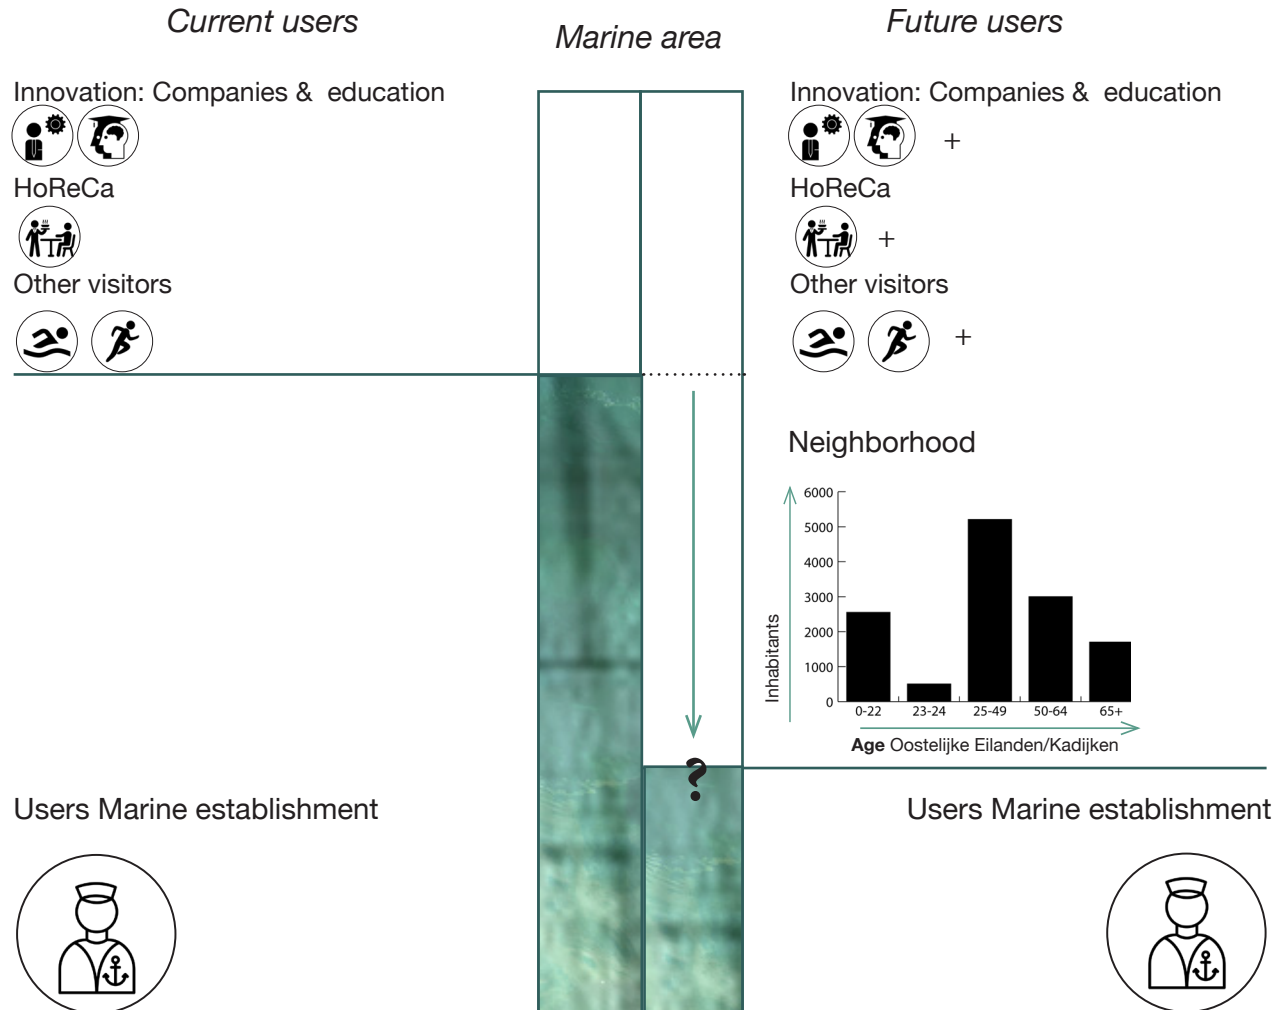 Current users
Marine area
Future users
Innovation: Companies &  education
HoReCa
Other visitors
Users Marine establishment
Innovation: Companies &  education
+
HoReCa
+
Other visitors
+
Neighborhood
Inhabitants
6000
5000
4000
3000
2000
1000
0
0-22 23-24 25-49 50-64 65+
Age Oostelijke Eilanden/Kadijken
?
Users Marine establishment